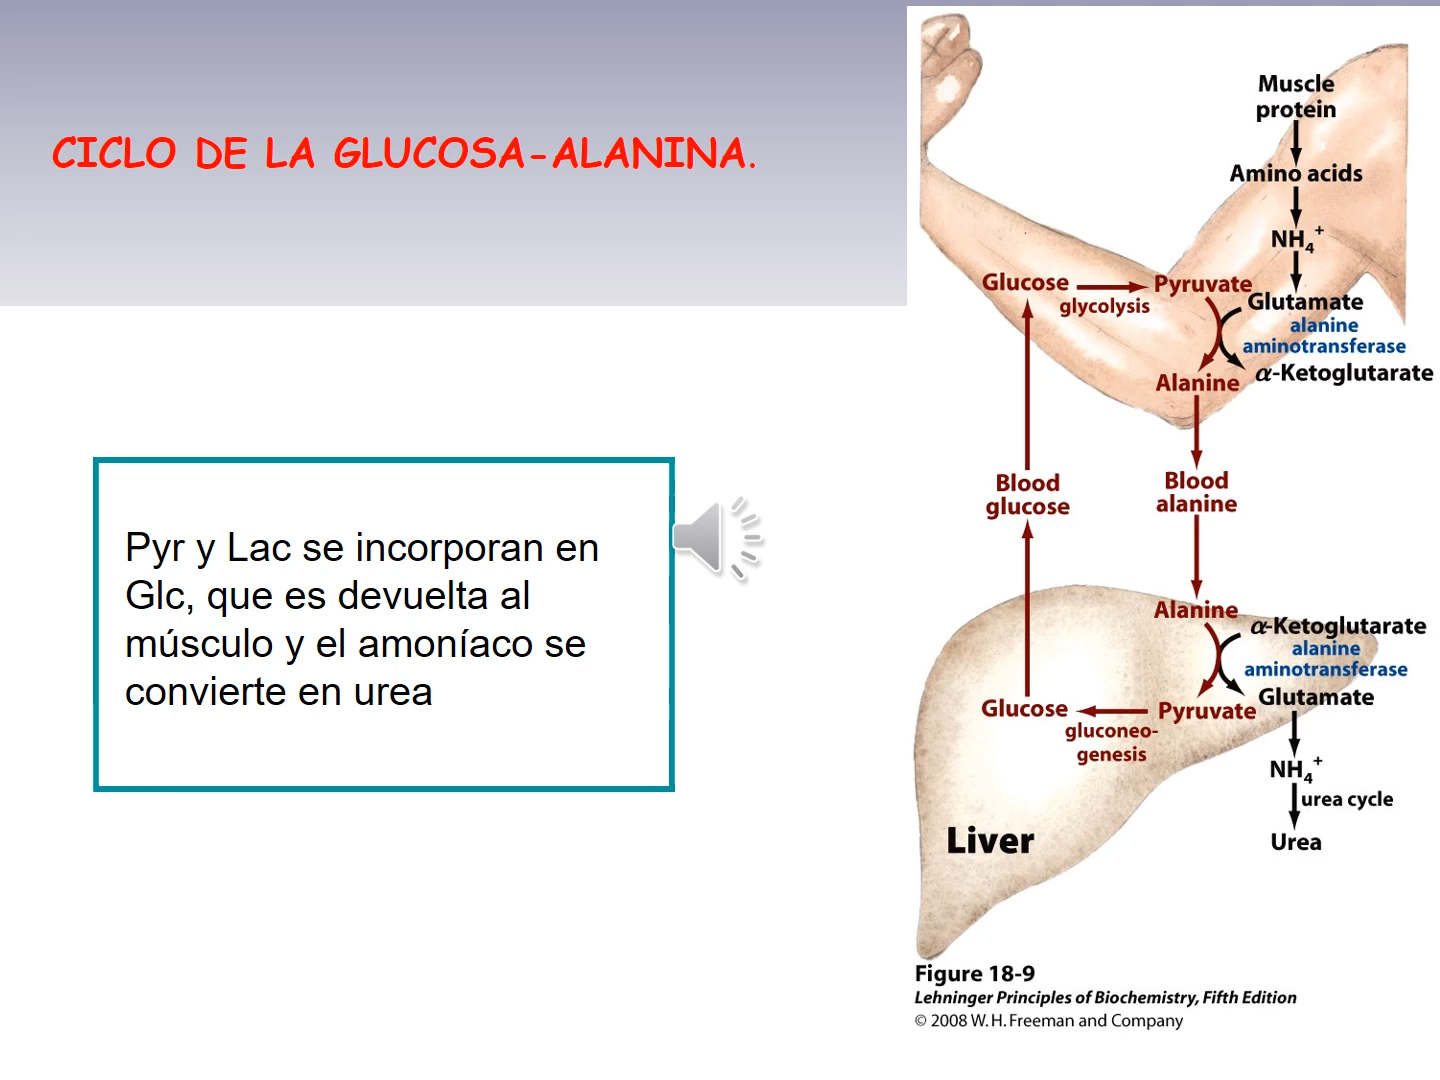 CICLO DE LA GLUCOSA-ALANINA.
Pyr y Lac se incorporan en
Glc, que es devuelta al
músculo y el amoníaco se
convierte en urea
Muscle
protein
Amino acids
NH₄⁺
Glucose
glycolysis
Pyruvate
Glutamate
alanine
aminotransferase
Alanine
α-Ketoglutarate
Blood
glucose
Blood
alanine
Alanine
α-Ketoglutarate
alanine
aminotransferase
Glutamate
Glucose
gluconeo-
genesis
Pyruvate
NH₄⁺
urea cycle
Urea
Liver
Figure 18-9
Lehninger Principles of Biochemistry, Fifth Edition
© 2008 W. H. Freeman and Company